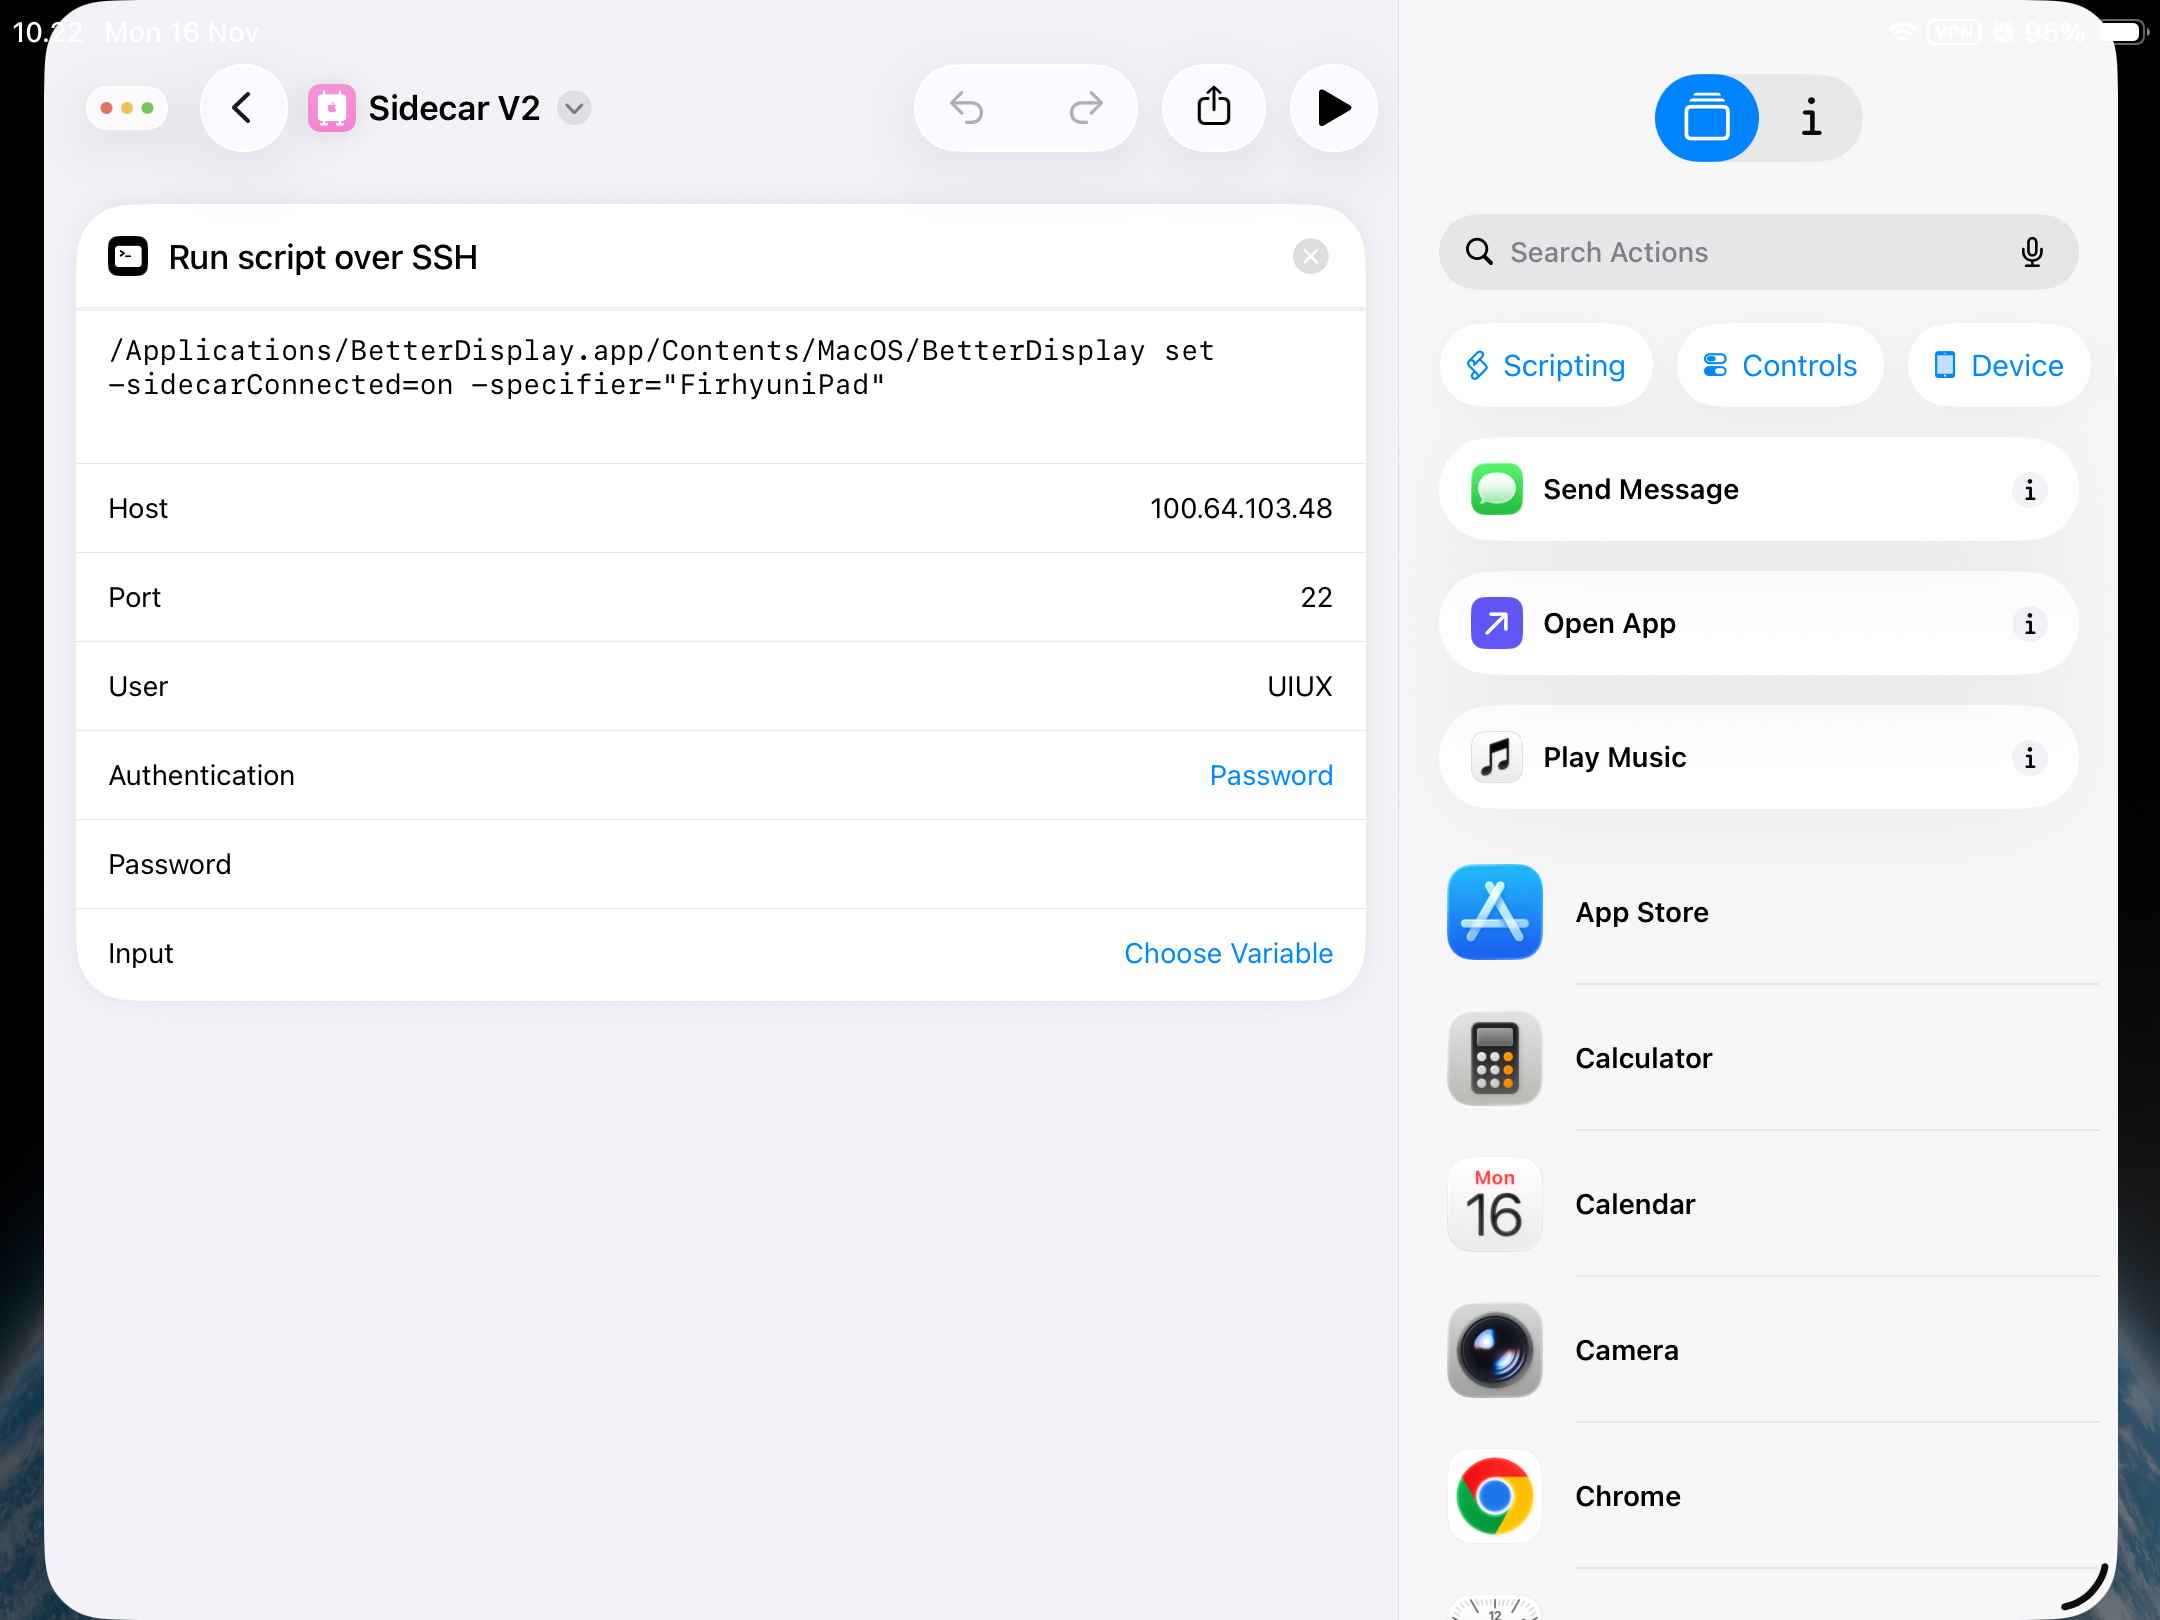 10.22 Mon 16 Nov
VPN 95%
Sidecar V2
Run script over SSH
/Applications/BetterDisplay.app/Contents/MacOS/BetterDisplay set
–sidecarConnected=on –specifier="FirhyuniPad"
Host 100.64.103.48
Port 22
User UIUX
Authentication Password
Password
Input Choose Variable
Search Actions
Scripting Controls Device
Send Message
Open App
Play Music
App Store
Calculator
Mon
16
Calendar
Camera
Chrome
12